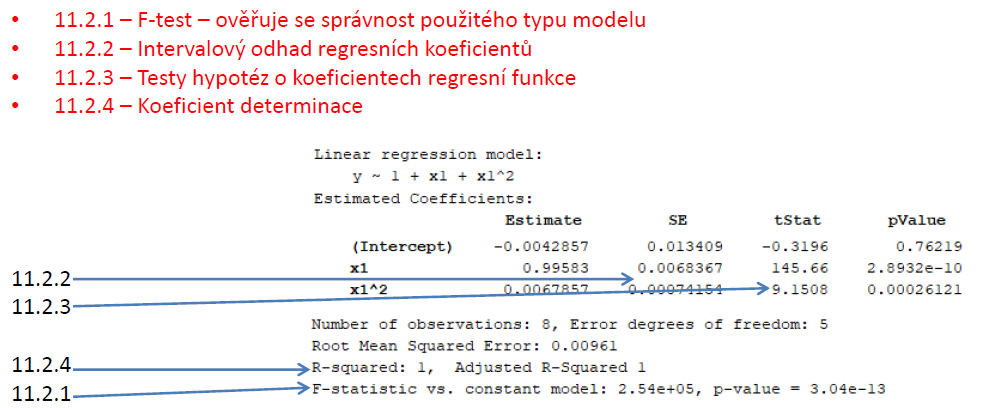 • 11.2.1 – F-test – ověřuje se správnost použitého typu modelu
• 11.2.2 – Intervalový odhad regresních koeficientů
• 11.2.3 – Testy hypotéz o koeficientech regresní funkce
• 11.2.4 – Koeficient determinace
Linear regression model:
y ~ 1 + x1 + x1^2
Estimated Coefficients:
Estimate SE tStat pValue
(Intercept) -0.0042857 0.013409 -0.3196 0.76219
x1 0.99583 0.0068367 145.66 2.8932e-10
x1^2 0.0067857 0.00074154 9.1508 0.00026121
11.2.2
11.2.3
Number of observations: 8, Error degrees of freedom: 5
Root Mean Squared Error: 0.00961
11.2.4 R-squared: 1, Adjusted R-Squared 1
11.2.1 F-statistic vs. constant model: 2.54e+05, p-value = 3.04e-13